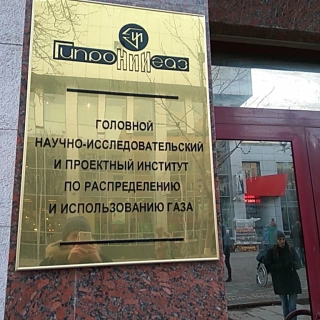 ГипроНИИгаз
ГОЛОВНОЙ
НАУЧНО-ИССЛЕДОВАТЕЛЬСКИЙ
И ПРОЕКТНЫЙ ИНСТИТУТ
ПО РАСПРЕДЕЛЕНИЮ
И ИСПОЛЬЗОВАНИЮ ГАЗА